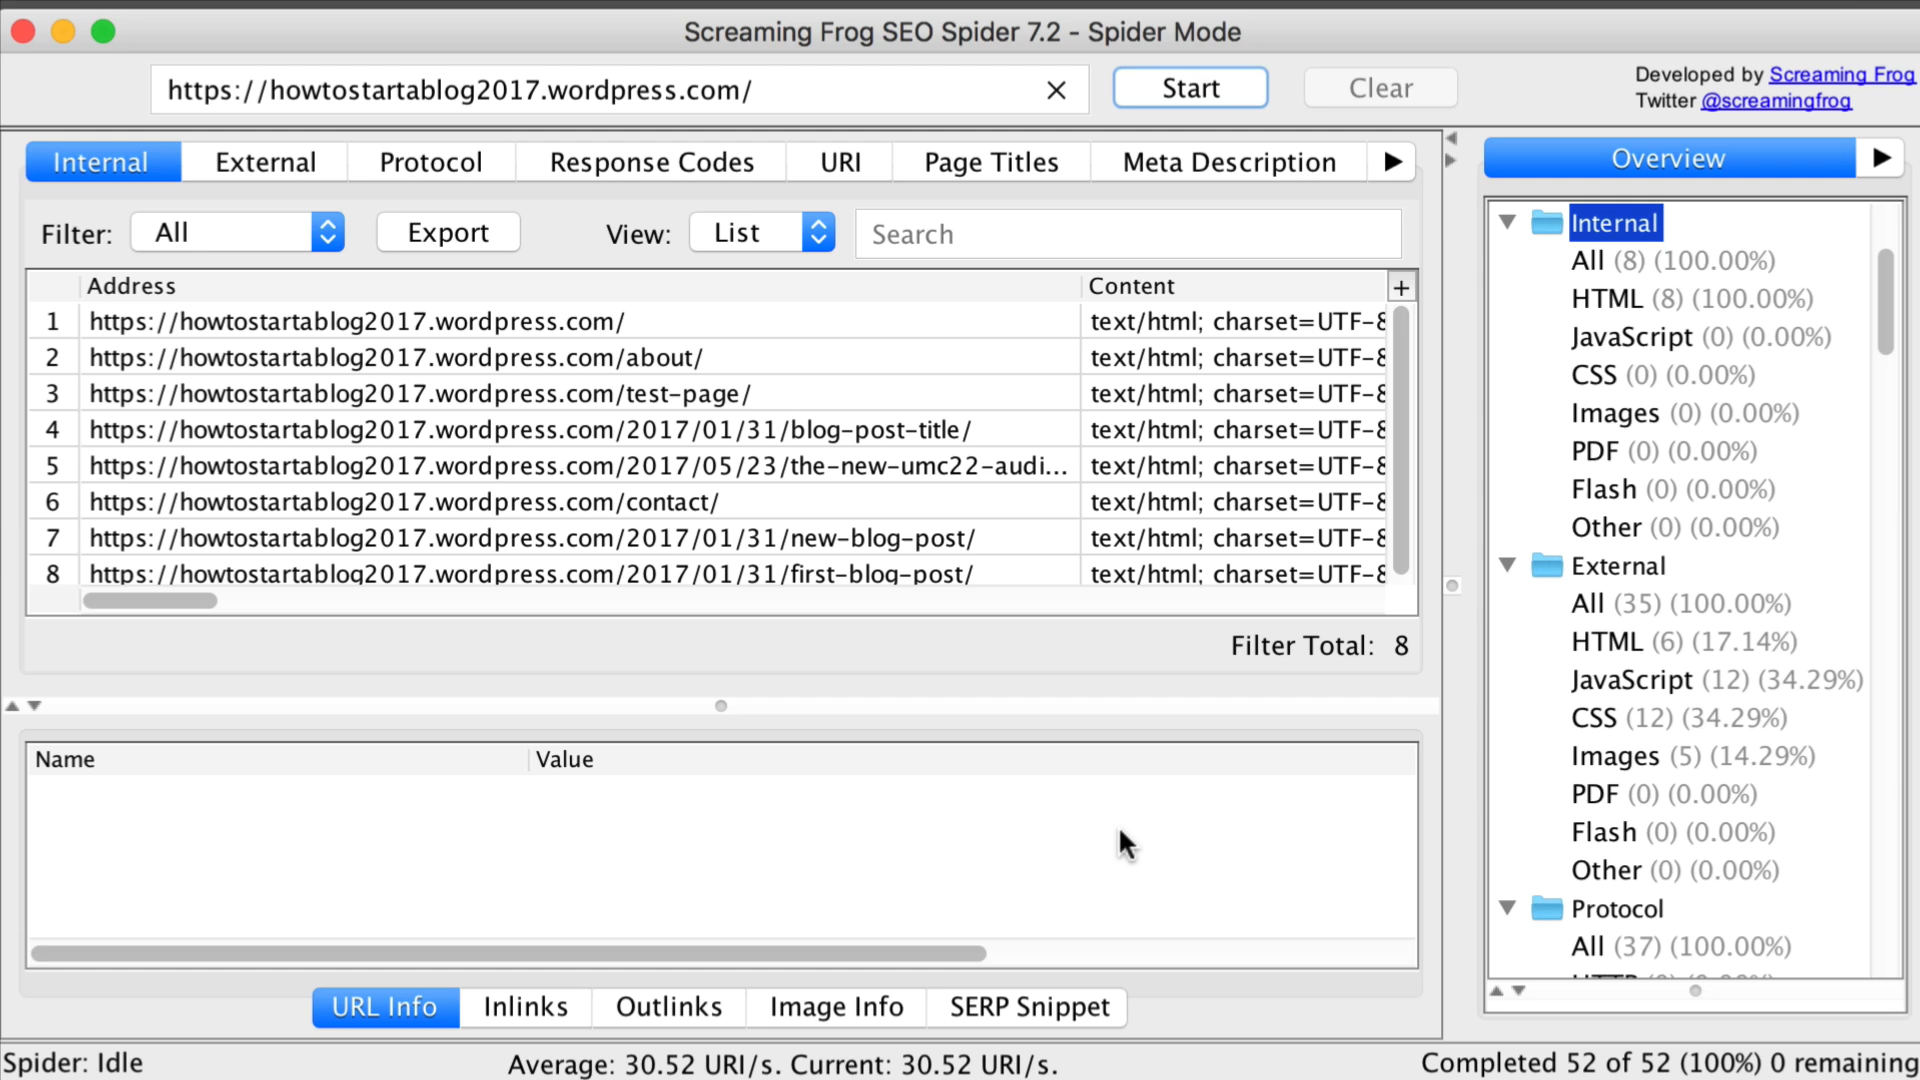 Screaming Frog SEO Spider 7.2 - Spider Mode
https://howtostartablog2017.wordpress.com/
Start
Clear
Developed by Screaming Frog
Twitter @screamingfrog
Internal
External
Protocol
Response Codes
URI
Page Titles
Meta Description
Filter:
All
Export
View:
List
Search
Address
Content
+
1 https://howtostartablog2017.wordpress.com/ text/html; charset=UTF-8
2 https://howtostartablog2017.wordpress.com/about/ text/html; charset=UTF-8
3 https://howtostartablog2017.wordpress.com/test-page/ text/html; charset=UTF-8
4 https://howtostartablog2017.wordpress.com/2017/01/31/blog-post-title/ text/html; charset=UTF-8
5 https://howtostartablog2017.wordpress.com/2017/05/23/the-new-umc22-audi... text/html; charset=UTF-8
6 https://howtostartablog2017.wordpress.com/contact/ text/html; charset=UTF-8
7 https://howtostartablog2017.wordpress.com/2017/01/31/new-blog-post/ text/html; charset=UTF-8
8 https://howtostartablog2017.wordpress.com/2017/01/31/first-blog-post/ text/html; charset=UTF-8
Filter Total: 8
Name
Value
URL Info
Inlinks
Outlinks
Image Info
SERP Snippet
Overview
Internal
All (8) (100.00%)
HTML (8) (100.00%)
JavaScript (0) (0.00%)
CSS (0) (0.00%)
Images (0) (0.00%)
PDF (0) (0.00%)
Flash (0) (0.00%)
Other (0) (0.00%)
External
All (35) (100.00%)
HTML (6) (17.14%)
JavaScript (12) (34.29%)
CSS (12) (34.29%)
Images (5) (14.29%)
PDF (0) (0.00%)
Flash (0) (0.00%)
Other (0) (0.00%)
Protocol
All (37) (100.00%)
Spider: Idle
Average: 30.52 URI/s. Current: 30.52 URI/s.
Completed 52 of 52 (100%) 0 remaining